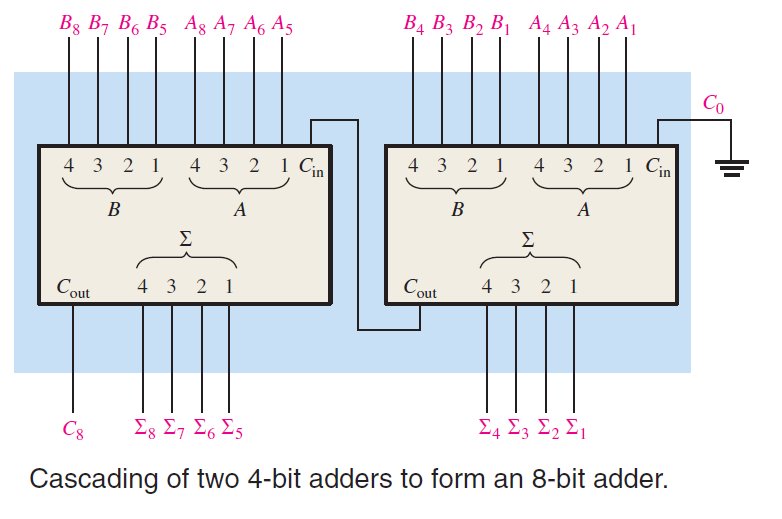 B₈ B₇ B₆ B₅ A₈ A₇ A₆ A₅ B₄ B₃ B₂ B₁ A₄ A₃ A₂ A₁
C₀
4 3 2 1 4 3 2 1 Cin 4 3 2 1 4 3 2 1 Cin
B A B A
Σ Σ
Cout 4 3 2 1 Cout 4 3 2 1
C₈ Σ₈ Σ₇ Σ₆ Σ₅ Σ₄ Σ₃ Σ₂ Σ₁
Cascading of two 4-bit adders to form an 8-bit adder.